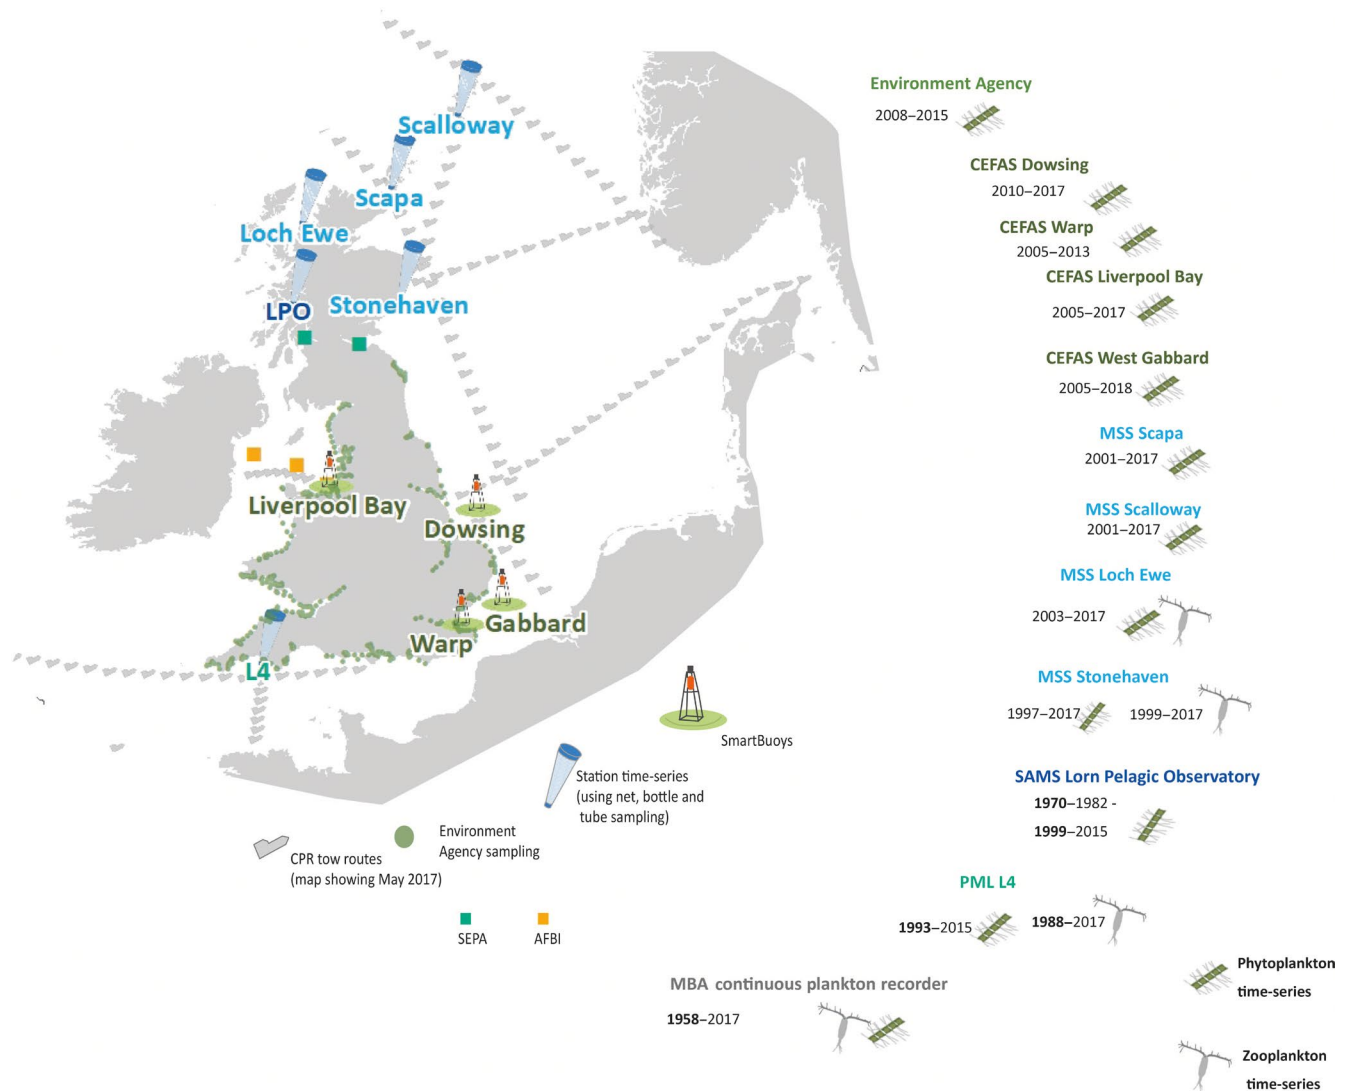 Scalloway
Scapa
Loch Ewe
LPO
Stonehaven
Liverpool Bay
Dowsing
Gabbard
Warp
L4
SmartBuoys
Station time-series
(using net, bottle and
tube sampling)
Environment
Agency sampling
CPR tow routes
(map showing May 2017)
SEPA
AFBI
Environment Agency
2008–2015
CEFAS Dowsing
2010–2017
CEFAS Warp
2005–2013
CEFAS Liverpool Bay
2005–2017
CEFAS West Gabbard
2005–2018
MSS Scapa
2001–2017
MSS Scalloway
2001–2017
MSS Loch Ewe
2003–2017
MSS Stonehaven
1997–2017 1999–2017
SAMS Lorn Pelagic Observatory
1970–1982 -
1999–2015
PML L4
1993–2015 1988–2017
MBA continuous plankton recorder
1958–2017
Phytoplankton
time-series
Zooplankton
time-series